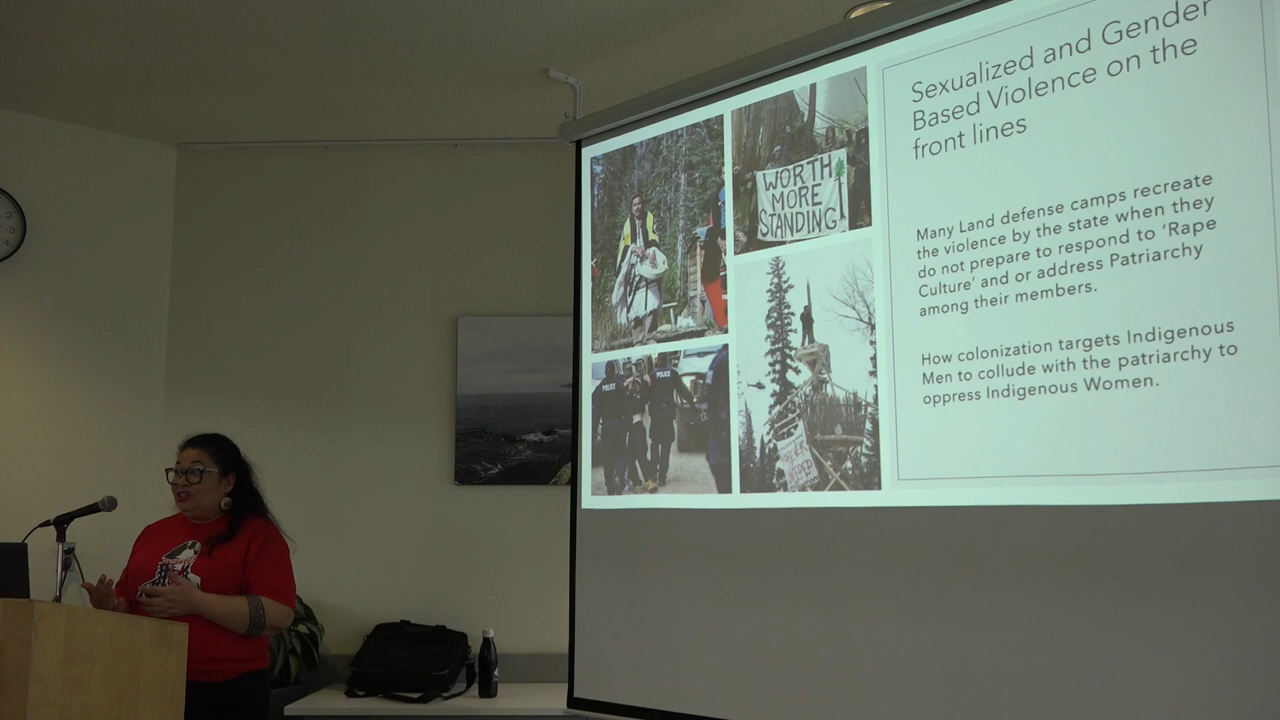 Sexualized and Gender
Based Violence on the
front lines
WORTH
MORE
STANDING
Many Land defense camps recreate
the violence by the state when they
do not prepare to respond to ‘Rape
Culture’ and or address Patriarchy
among their members.
How colonization targets Indigenous
Men to collude with the patriarchy to
oppress Indigenous Women.
POLICE
POLICE